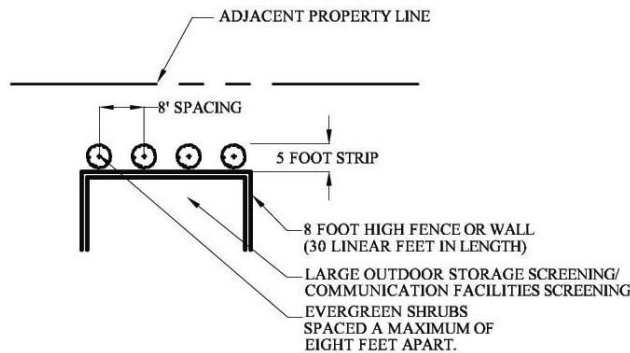 ADJACENT PROPERTY LINE
8' SPACING
5 FOOT STRIP
8 FOOT HIGH FENCE OR WALL
(30 LINEAR FEET IN LENGTH)
LARGE OUTDOOR STORAGE SCREENING/
COMMUNICATION FACILITIES SCREENING
EVERGREEN SHRUBS
SPACED A MAXIMUM OF
EIGHT FEET APART.